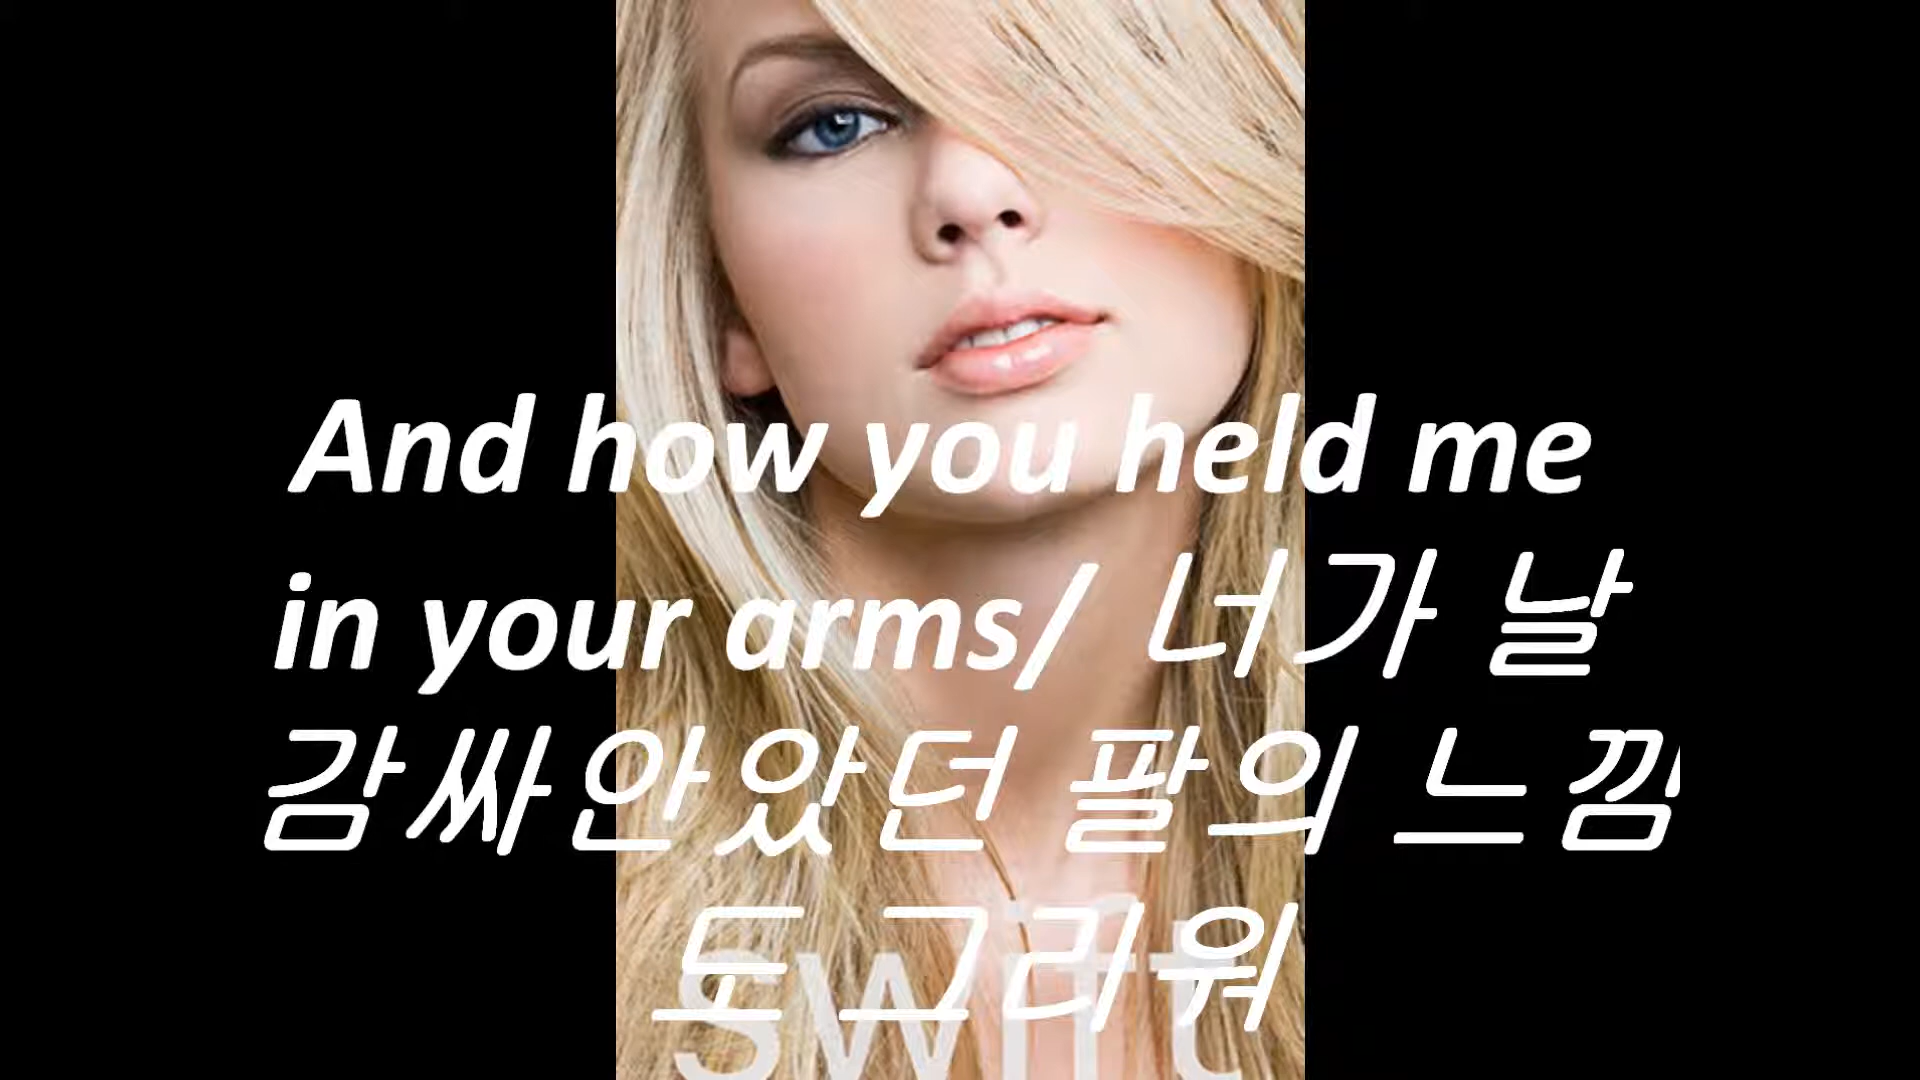 And how you held me
in your arms/ 너가 날
감싸안았던 팔의 느낌
도 그리워
swift